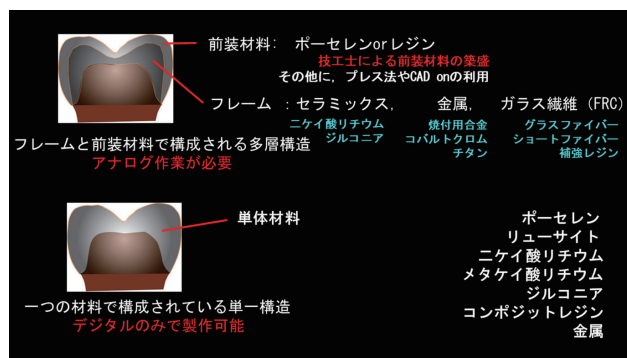 前装材料： ポーセレンorレジン
技工士による前装材料の築盛
その他に，プレス法やCAD onの利用
フレーム ：セラミックス， 金属， ガラス繊維（FRC）
ニケイ酸リチウム 焼付用合金 グラスファイバー
ジルコニア コバルトクロム ショートファイバー
チタン 補強レジン
フレームと前装材料で構成される多層構造
アナログ作業が必要
単体材料
ポーセレン
リューサイト
ニケイ酸リチウム
メタケイ酸リチウム
ジルコニア
コンポジットレジン
金属
一つの材料で構成されている単一構造
デジタルのみで製作可能